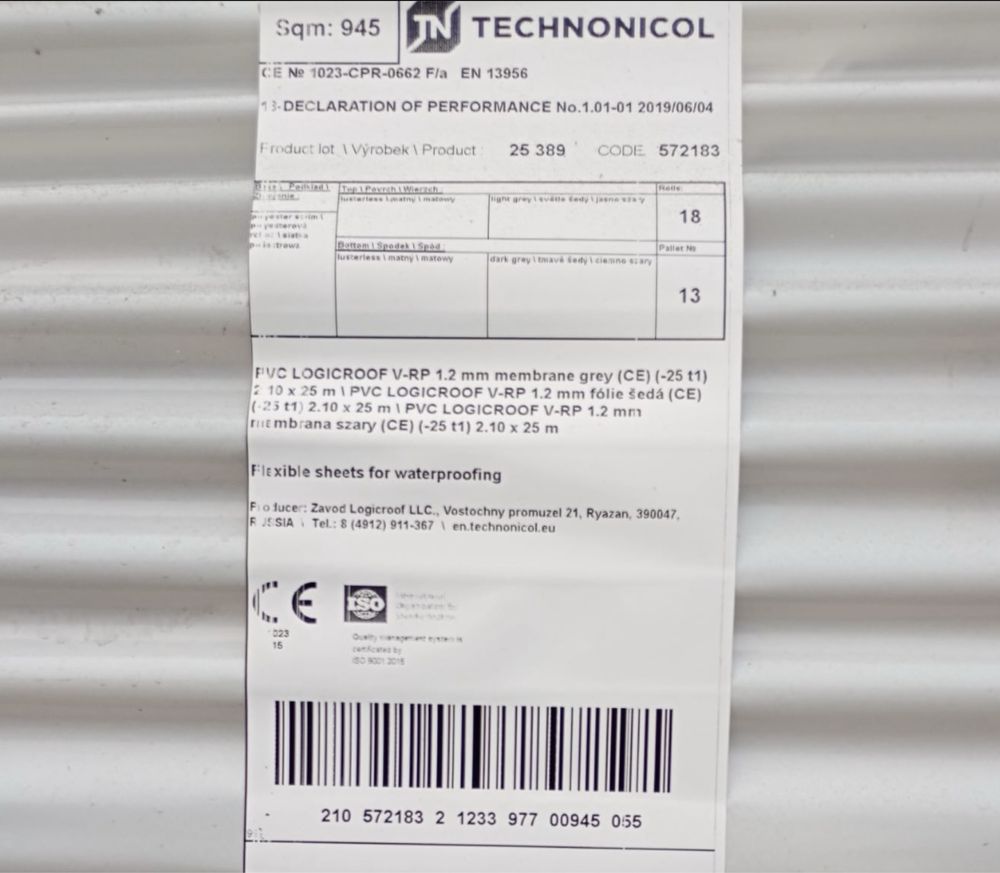 Sqm: 945
TN TECHNONICOL
CE № 1023-CPR-0662 F/a EN 13956
13-DECLARATION OF PERFORMANCE No.1.01-01 2019/06/04
Product lot \ Výrobek \ Product : 25 389 CODE 572183
Top \ Povrch \ Wierzch:
lusterless \ matný \ matowy
light grey \ světle šedý \ jasno szary
Rolls:
18
Bottom \ Spodek \ Spód:
lusterless \ matný \ matowy
dark grey \ tmavě šedý \ ciemno szary
Pallet №
13
PVC LOGICROOF V-RP 1.2 mm membrane grey (CE) (-25 t1)
2.10 x 25 m \ PVC LOGICROOF V-RP 1.2 mm fólie šedá (CE)
(-25 t1) 2.10 x 25 m \ PVC LOGICROOF V-RP 1.2 mm
membrana szary (CE) (-25 t1) 2.10 x 25 m
Flexible sheets for waterproofing
Producer: Zavod Logicroof LLC., Vostochny promuzel 21, Ryazan, 390047,
RUSSIA \ Tel.: 8 (4912) 911-367 \ en.technonicol.eu
CE
1023
15
ISO
Quality management system is
certificated by
ISO 9001:2015
210 572183 2 1233 977 00945 055